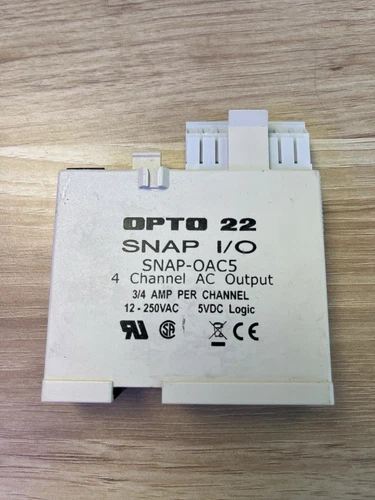 OPTO 22
SNAP I/O
SNAP-OAC5
4 Channel AC Output
3/4 AMP PER CHANNEL
12 - 250VAC 5VDC Logic